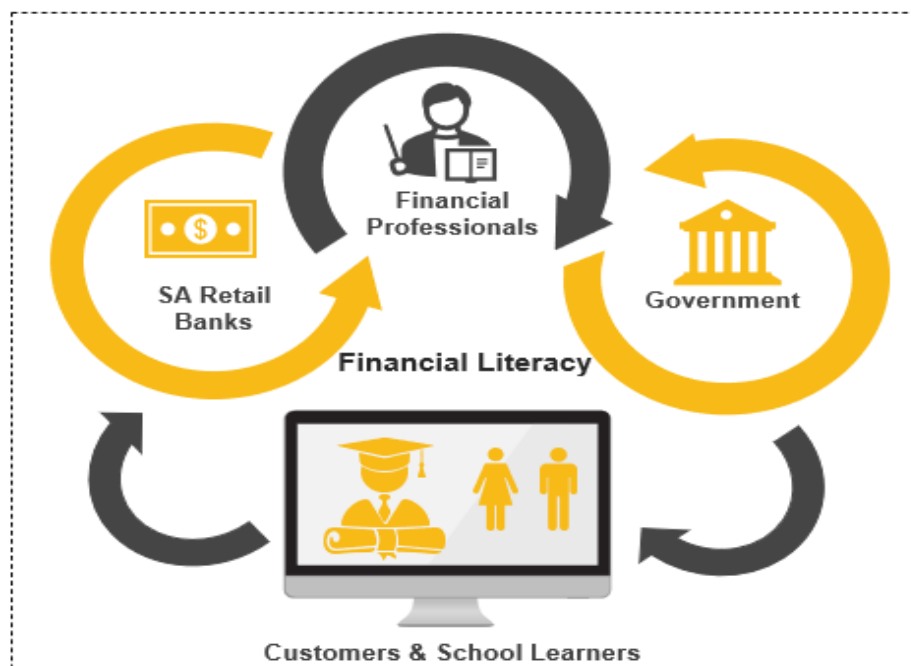 Financial
Professionals
SA Retail
Banks
$
Government
Financial Literacy
Customers & School Learners